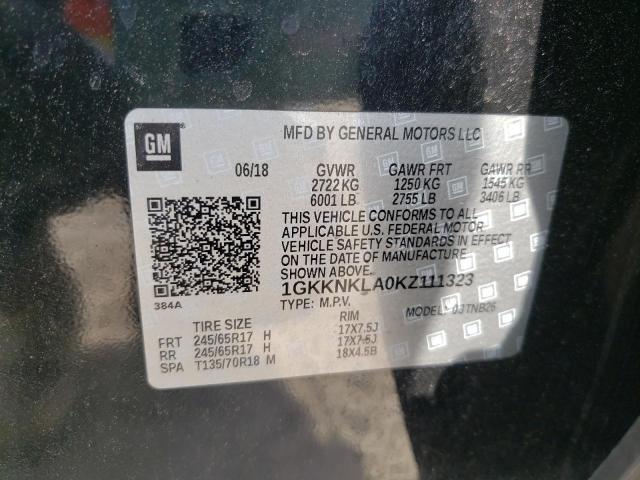 GM
MFD BY GENERAL MOTORS LLC
06/18 GVWR GAWR FRT GAWR RR
2722 KG 1250 KG 1545 KG
6001 LB 2755 LB 3406 LB
THIS VEHICLE CONFORMS TO ALL
APPLICABLE U.S. FEDERAL MOTOR
VEHICLE SAFETY STANDARDS IN EFFECT
ON THE DATE OF MANUFACTURE
SHOWN ABOVE.
384A
1GKKNKLA0KZ111323
TYPE: M.P.V. MODEL: 0JTNB26
TIRE SIZE RIM
FRT 245/65R17 H 17X7.5J
RR 245/65R17 H 17X7.5J
SPA T135/70R18 M 18X4.5B